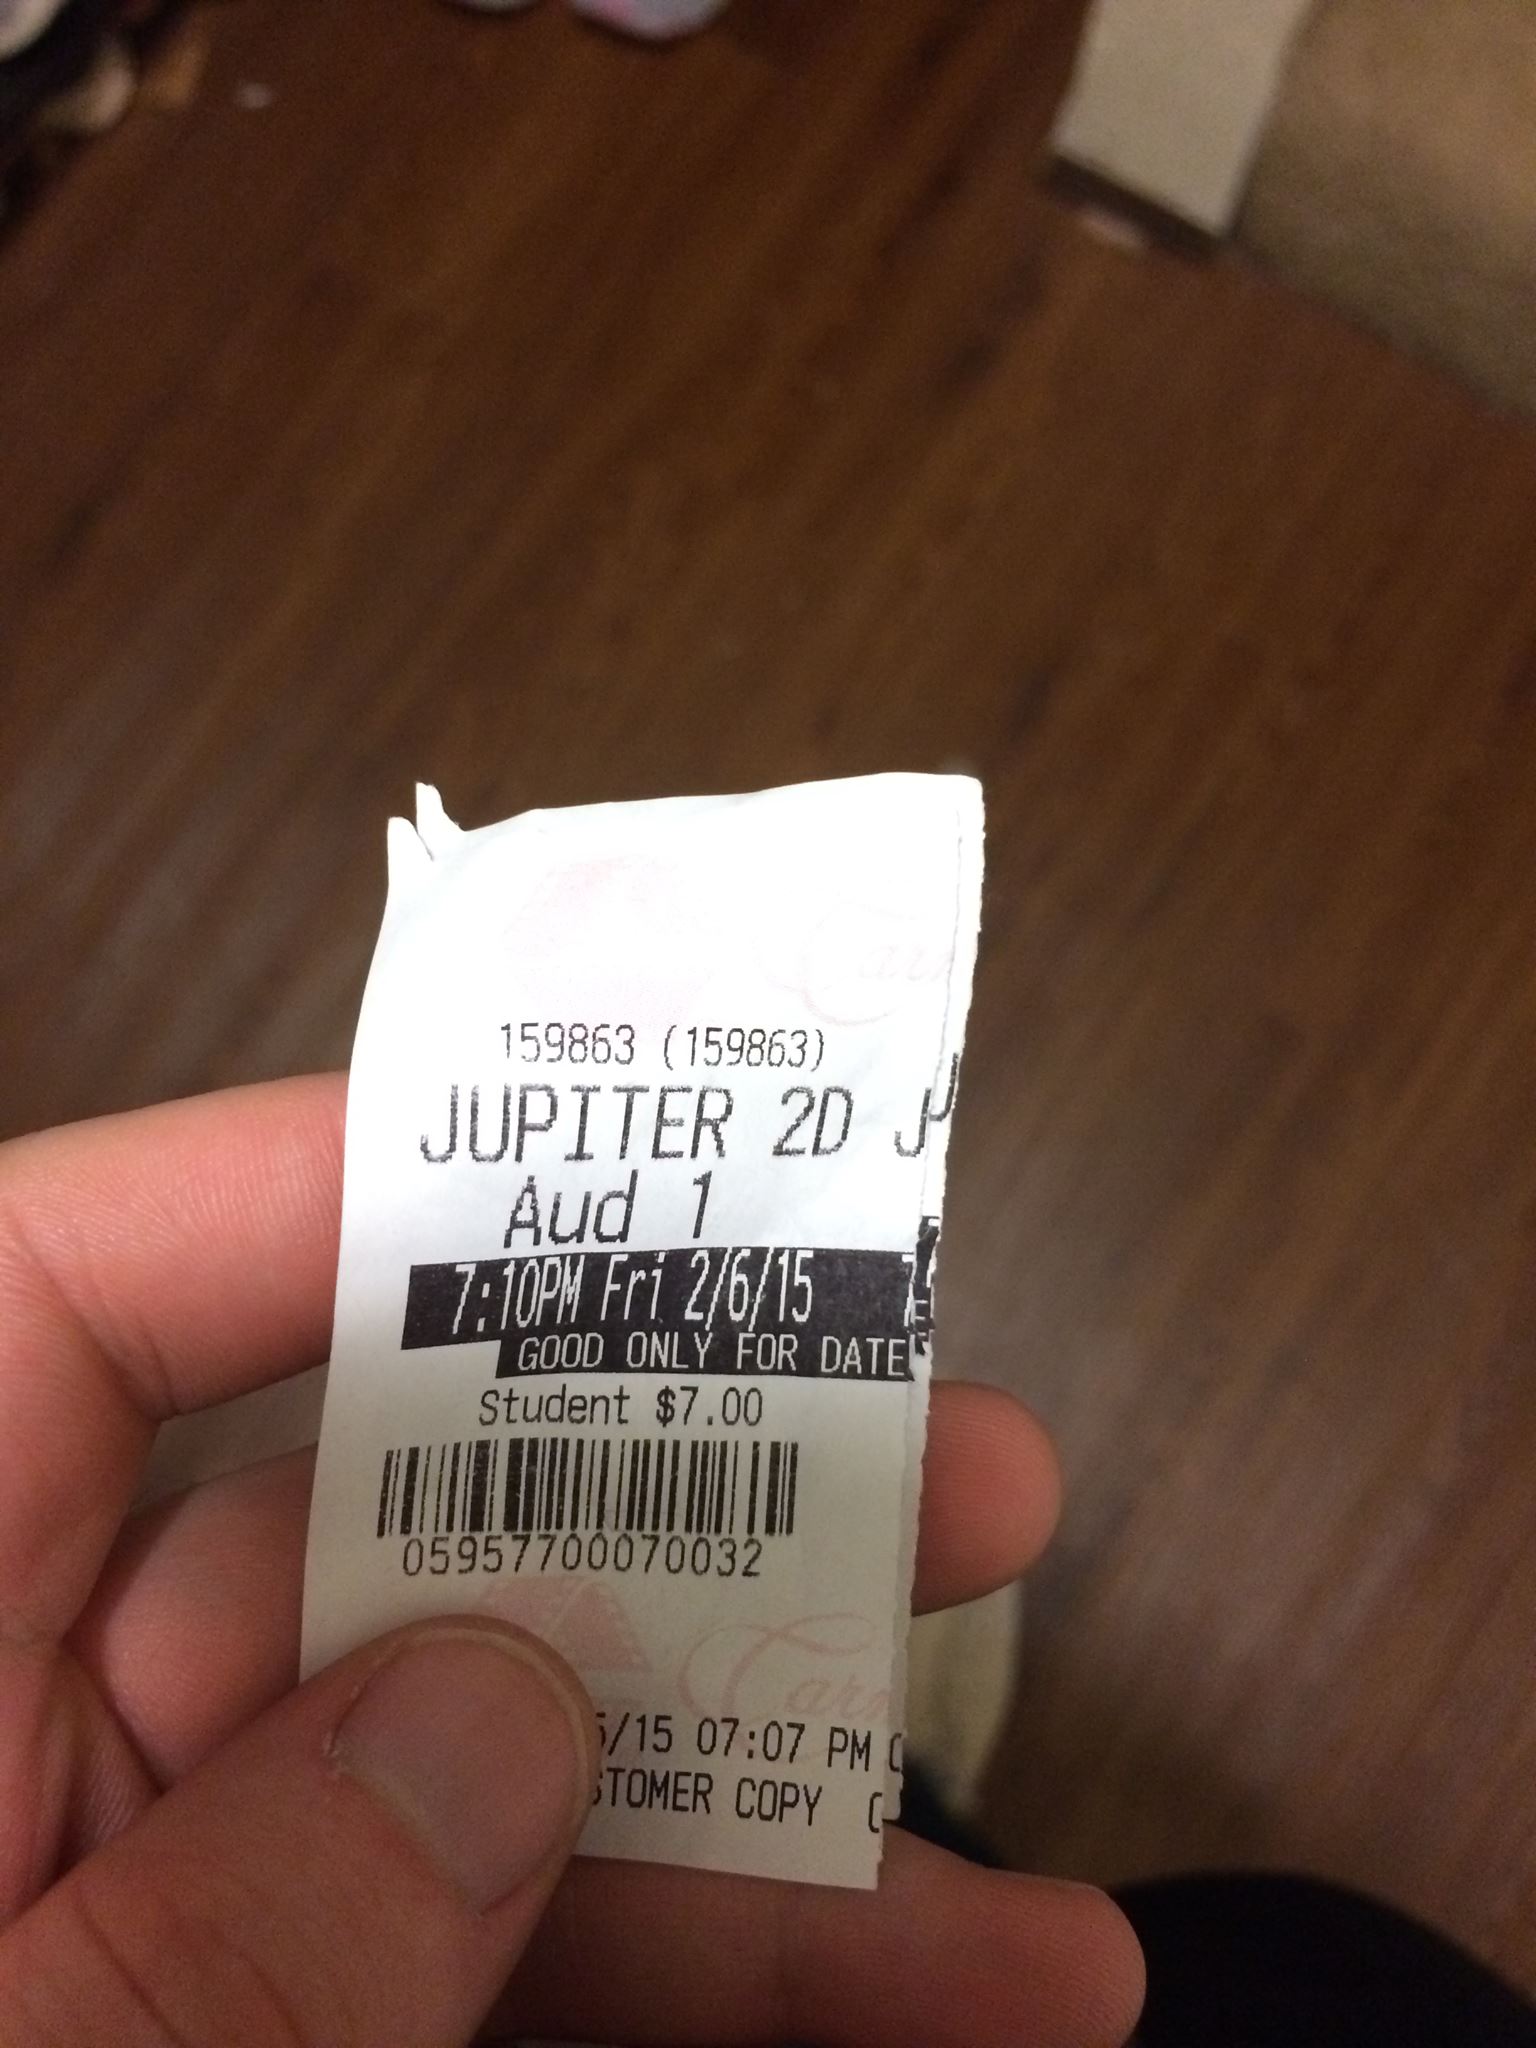 159863 (159863)
JUPITER 2D J
Aud 1
7:10PM Fri 2/6/15
GOOD ONLY FOR DATE
Student $7.00
05957700070032
/15 07:07 PM
STOMER COPY